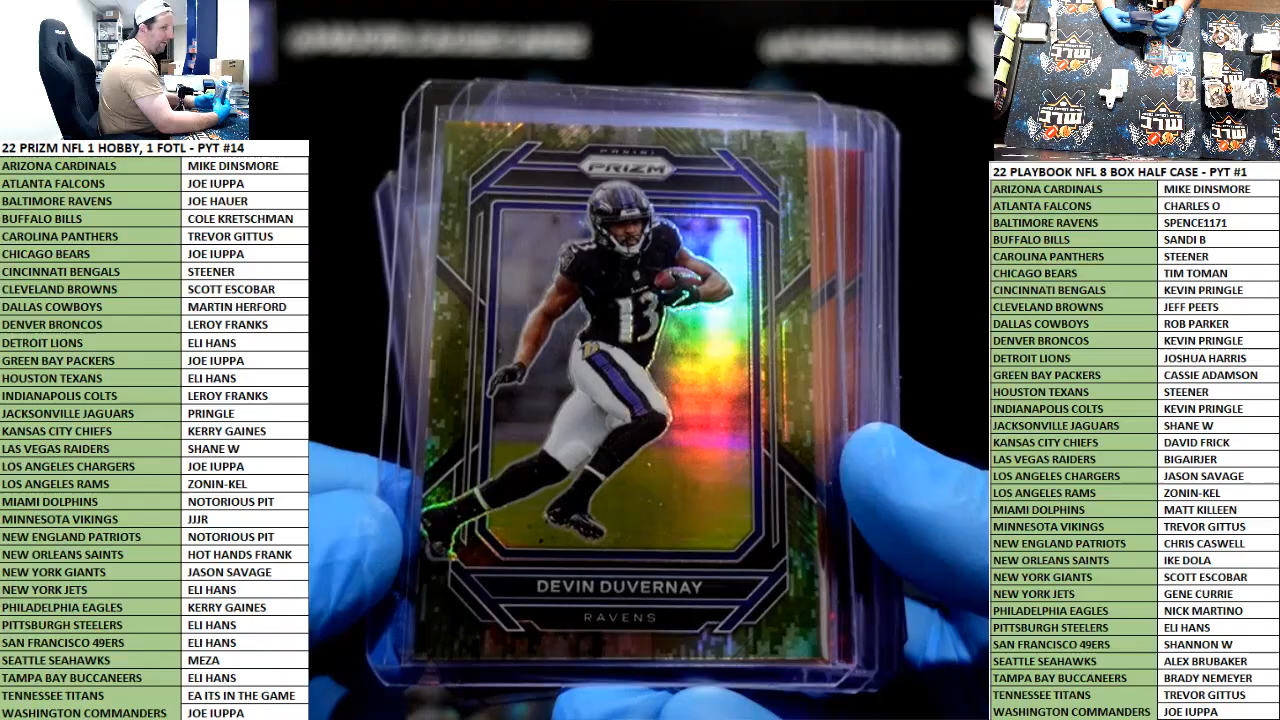 22 PRIZM NFL 1 HOBBY, 1 FOTL - PYT #14
ARIZONA CARDINALS MIKE DINSMORE
ATLANTA FALCONS JOE IUPPA
BALTIMORE RAVENS JOE HAUER
BUFFALO BILLS COLE KRETSCHMAN
CAROLINA PANTHERS TREVOR GITTUS
CHICAGO BEARS JOE IUPPA
CINCINNATI BENGALS STEENER
CLEVELAND BROWNS SCOTT ESCOBAR
DALLAS COWBOYS MARTIN HERFORD
DENVER BRONCOS LEROY FRANKS
DETROIT LIONS ELI HANS
GREEN BAY PACKERS JOE IUPPA
HOUSTON TEXANS ELI HANS
INDIANAPOLIS COLTS LEROY FRANKS
JACKSONVILLE JAGUARS PRINGLE
KANSAS CITY CHIEFS KERRY GAINES
LAS VEGAS RAIDERS SHANE W
LOS ANGELES CHARGERS JOE IUPPA
LOS ANGELES RAMS ZONIN-KEL
MIAMI DOLPHINS NOTORIOUS PIT
MINNESOTA VIKINGS JJJR
NEW ENGLAND PATRIOTS NOTORIOUS PIT
NEW ORLEANS SAINTS HOT HANDS FRANK
NEW YORK GIANTS JASON SAVAGE
NEW YORK JETS ELI HANS
PHILADELPHIA EAGLES KERRY GAINES
PITTSBURGH STEELERS ELI HANS
SAN FRANCISCO 49ERS ELI HANS
SEATTLE SEAHAWKS MEZA
TAMPA BAY BUCCANEERS ELI HANS
TENNESSEE TITANS EA ITS IN THE GAME
WASHINGTON COMMANDERS JOE IUPPA
PANINI
PRIZM
13
DEVIN DUVERNAY
RAVENS
22 PLAYBOOK NFL 8 BOX HALF CASE - PYT #1
ARIZONA CARDINALS MIKE DINSMORE
ATLANTA FALCONS CHARLES O
BALTIMORE RAVENS SPENCE1171
BUFFALO BILLS SANDI B
CAROLINA PANTHERS STEENER
CHICAGO BEARS TIM TOMAN
CINCINNATI BENGALS KEVIN PRINGLE
CLEVELAND BROWNS JEFF PEETS
DALLAS COWBOYS ROB PARKER
DENVER BRONCOS KEVIN PRINGLE
DETROIT LIONS JOSHUA HARRIS
GREEN BAY PACKERS CASSIE ADAMSON
HOUSTON TEXANS STEENER
INDIANAPOLIS COLTS KEVIN PRINGLE
JACKSONVILLE JAGUARS SHANE W
KANSAS CITY CHIEFS DAVID FRICK
LAS VEGAS RAIDERS BIGAIRJER
LOS ANGELES CHARGERS JASON SAVAGE
LOS ANGELES RAMS ZONIN-KEL
MIAMI DOLPHINS MATT KILLEEN
MINNESOTA VIKINGS TREVOR GITTUS
NEW ENGLAND PATRIOTS CHRIS CASWELL
NEW ORLEANS SAINTS IKE DOLA
NEW YORK GIANTS SCOTT ESCOBAR
NEW YORK JETS GENE CURRIE
PHILADELPHIA EAGLES NICK MARTINO
PITTSBURGH STEELERS ELI HANS
SAN FRANCISCO 49ERS SHANNON W
SEATTLE SEAHAWKS ALEX BRUBAKER
TAMPA BAY BUCCANEERS BRADY NEMEYER
TENNESSEE TITANS TREVOR GITTUS
WASHINGTON COMMANDERS JOE IUPPA